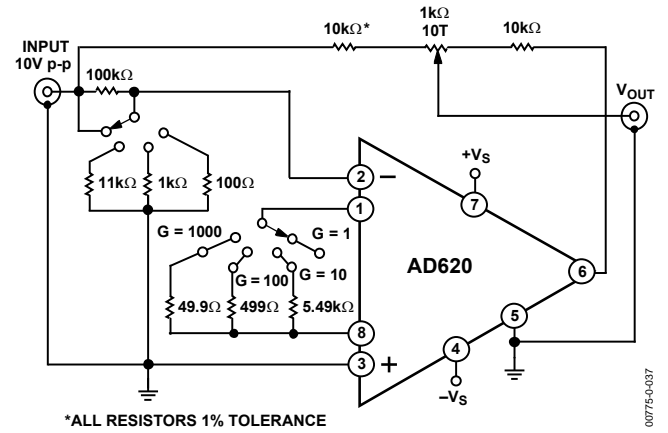 INPUT
10V p-p
100kΩ
10kΩ*
1kΩ
10T
10kΩ
VOUT
11kΩ
1kΩ
100Ω
G = 1000
G = 100
G = 10
G = 1
49.9Ω
499Ω
5.49kΩ
2
–
1
8
3
+
+VS
7
AD620
6
5
4
–VS
*ALL RESISTORS 1% TOLERANCE
00775-0-037